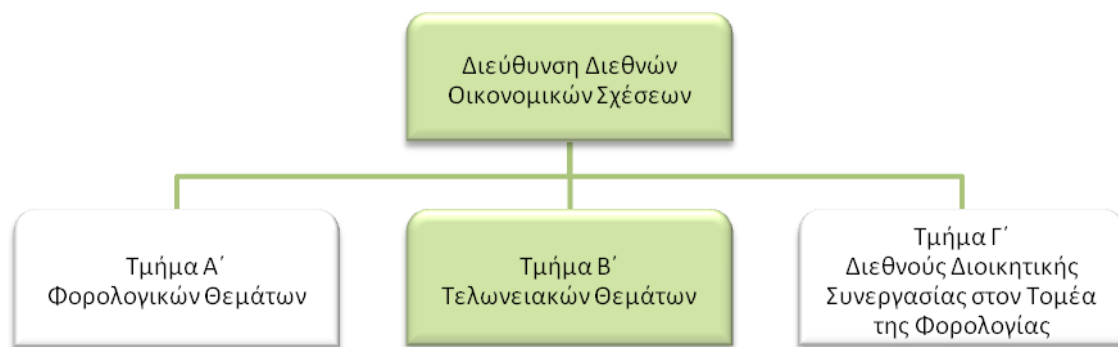 Διεύθυνση Διεθνών
Οικονομικών Σχέσεων
Τμήμα Α΄
Φορολογικών Θεμάτων
Τμήμα Β΄
Τελωνειακών Θεμάτων
Τμήμα Γ΄
Διεθνούς Διοικητικής
Συνεργασίας στον Τομέα
της Φορολογίας